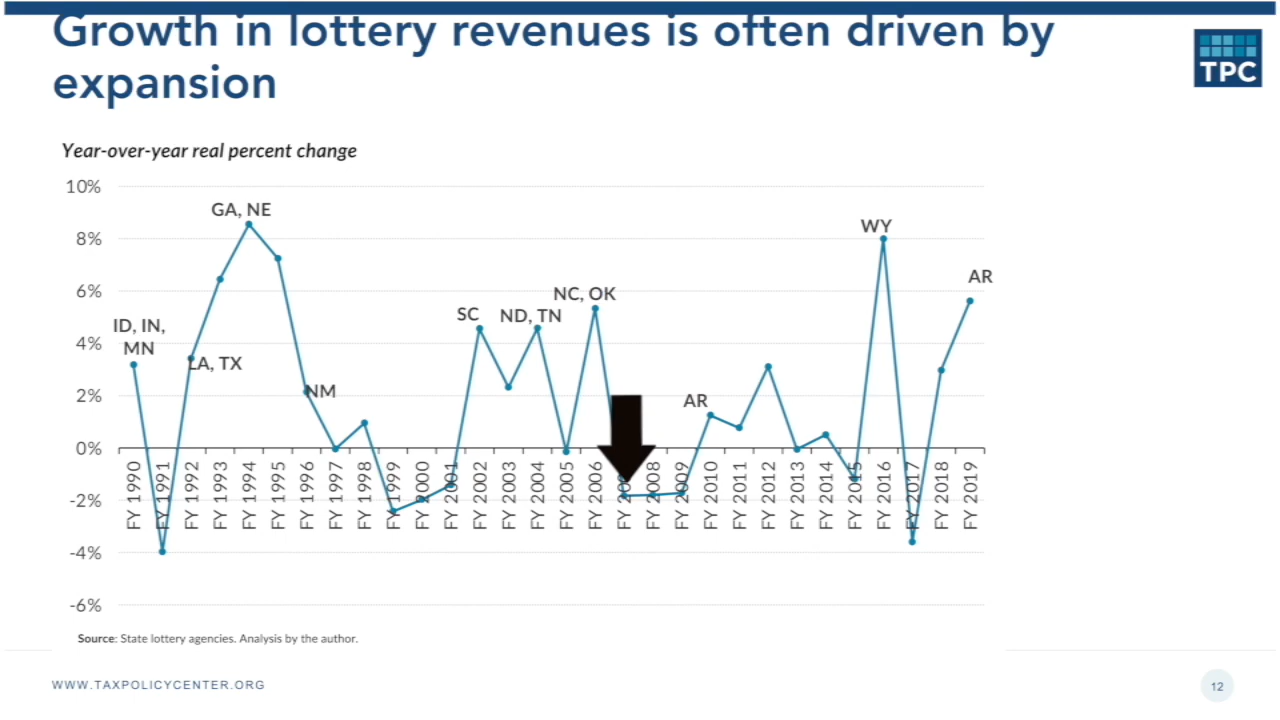 Growth in lottery revenues is often driven by
expansion
TPC
Year-over-year real percent change
10%
8%
6%
4%
2%
0%
-2%
-4%
-6%
ID, IN,
MN
LA, TX
GA, NE
NM
SC
ND, TN
NC, OK
AR
WY
AR
FY 1990
FY 1991
FY 1992
FY 1993
FY 1994
FY 1995
FY 1996
FY 1997
FY 1998
FY 1999
FY 2000
FY 2001
FY 2002
FY 2003
FY 2004
FY 2005
FY 2006
FY
FY 2008
FY 2009
FY 2010
FY 2011
FY 2012
FY 2013
FY 2014
FY 2015
FY 2016
FY 2017
FY 2018
FY 2019
Source: State lottery agencies. Analysis by the author.
WWW.TAXPOLICYCENTER.ORG
12